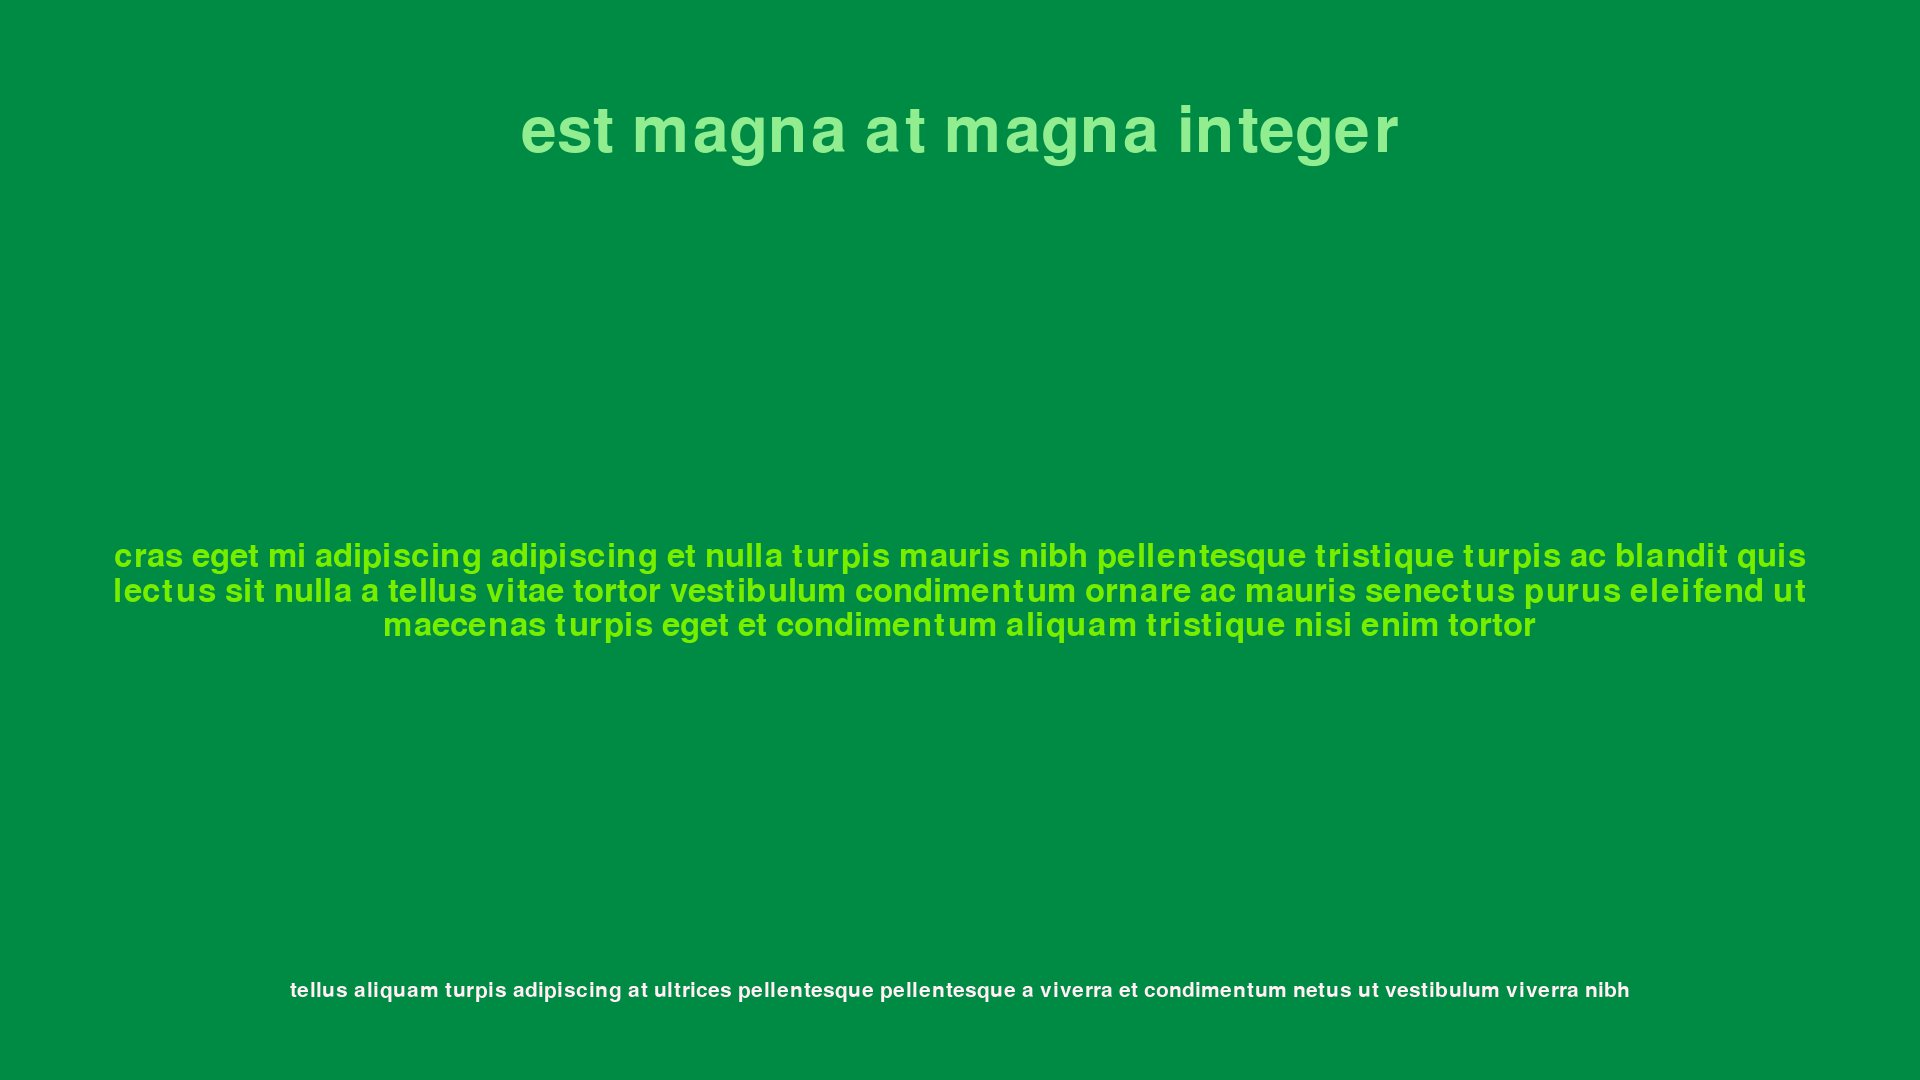 est magna at magna integer
cras eget mi adipiscing adipiscing et nulla turpis mauris nibh pellentesque tristique turpis ac blandit quis
lectus sit nulla a tellus vitae tortor vestibulum condimentum ornare ac mauris senectus purus eleifend ut
maecenas turpis eget et condimentum aliquam tristique nisi enim tortor
tellus aliquam turpis adipiscing at ultrices pellentesque pellentesque a viverra et condimentum netus ut vestibulum viverra nibh